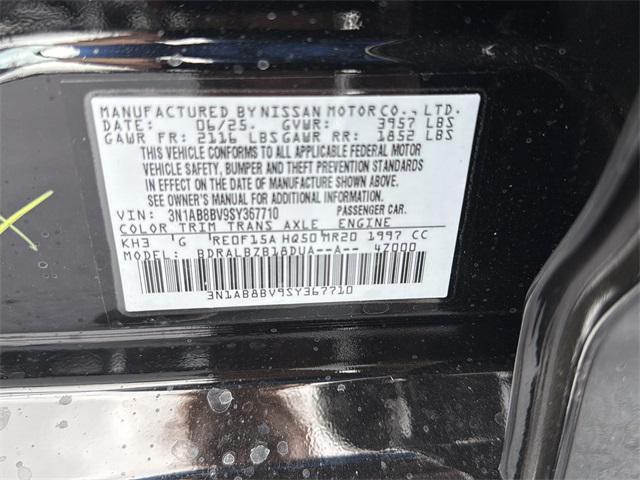 MANUFACTURED BY NISSAN MOTOR CO., LTD.
DATE: 06/25. GVWR: 3957 LBS
GAWR FR: 2116 LBS GAWR RR: 1852 LBS
THIS VEHICLE CONFORMS TO ALL APPLICABLE FEDERAL MOTOR
VEHICLE SAFETY, BUMPER AND THEFT PREVENTION STANDARDS
IN EFFECT ON THE DATE OF MANUFACTURE SHOWN ABOVE.
SEE OWNER'S MANUAL FOR ADDITIONAL INFORMATION.
VIN: 3N1AB8BV9SY367710 PASSENGER CAR.
COLOR TRIM TRANS AXLE ENGINE
KH3 G RE0F15A HQ50 MR20 1997 CC
MODEL: BDRALBZB18DUA--A-- 47000
3N1AB8BV9SY367710